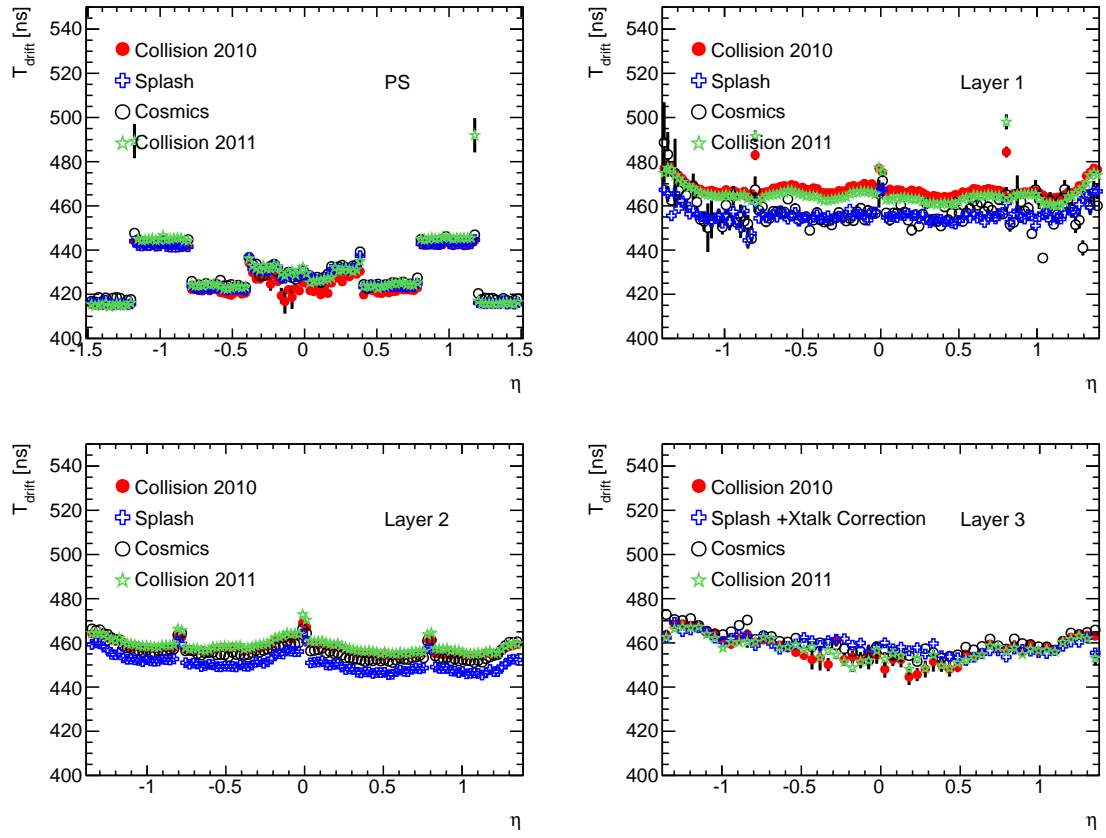 T_drift [ns]
540
520
500
480
460
440
420
400
Collision 2010
Splash
Cosmics
Collision 2011
PS
-1.5 -1 -0.5 0 0.5 1 1.5
η
T_drift [ns]
540
520
500
480
460
440
420
400
Collision 2010
Splash
Cosmics
Collision 2011
Layer 1
-1 -0.5 0 0.5 1
η
T_drift [ns]
540
520
500
480
460
440
420
400
Collision 2010
Splash
Cosmics
Collision 2011
Layer 2
-1 -0.5 0 0.5 1
η
T_drift [ns]
540
520
500
480
460
440
420
400
Collision 2010
Splash +Xtalk Correction
Cosmics
Collision 2011
Layer 3
-1 -0.5 0 0.5 1
η